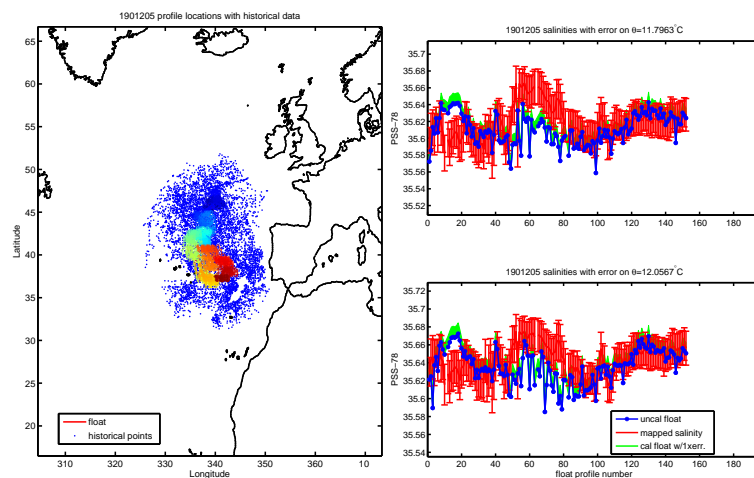 1901205 profile locations with historical data
65
60
55
50
45
40
35
30
25
20
Latitude
310 320 330 340 350 360 10
Longitude
float
historical points
1901205 salinities with error on θ=11.7963°C
35.7
35.68
35.66
35.64
35.62
35.6
35.58
35.56
35.54
35.52
PSS−78
0 20 40 60 80 100 120 140 160 180
1901205 salinities with error on θ=12.0567°C
35.7
35.68
35.66
35.64
35.62
35.6
35.58
35.56
35.54
PSS−78
0 20 40 60 80 100 120 140 160 180
float profile number
uncal float
mapped salinity
cal float w/1xerr.